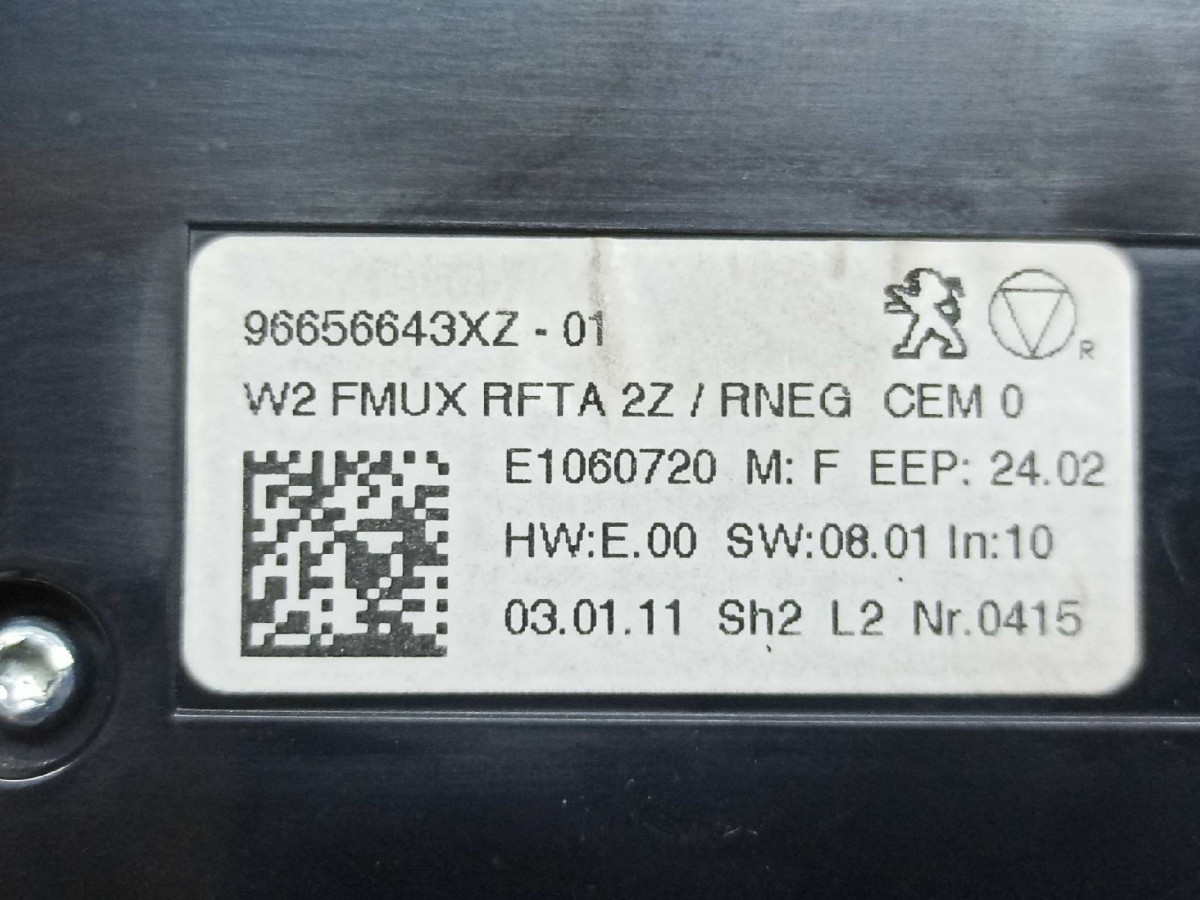 96656643XZ - 01
R
W2 FMUX RFTA 2Z / RNEG CEM 0
E1060720 M: F EEP: 24.02
HW:E.00 SW:08.01 In:10
03.01.11 Sh2 L2 Nr.0415